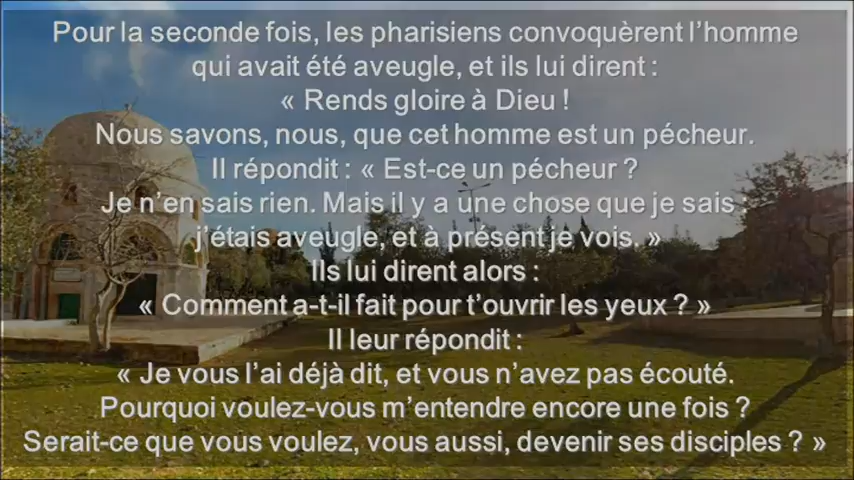 Pour la seconde fois, les pharisiens convoquèrent l'homme
qui avait été aveugle, et ils lui dirent :
« Rends gloire à Dieu !
Nous savons, nous, que cet homme est un pécheur.
Il répondit : « Est-ce un pécheur ?
Je n'en sais rien. Mais il y a une chose que je sais :
j'étais aveugle, et à présent je vois. »
Ils lui dirent alors :
« Comment a-t-il fait pour t'ouvrir les yeux ? »
Il leur répondit :
« Je vous l'ai déjà dit, et vous n'avez pas écouté.
Pourquoi voulez-vous m'entendre encore une fois ?
Serait-ce que vous voulez, vous aussi, devenir ses disciples ? »